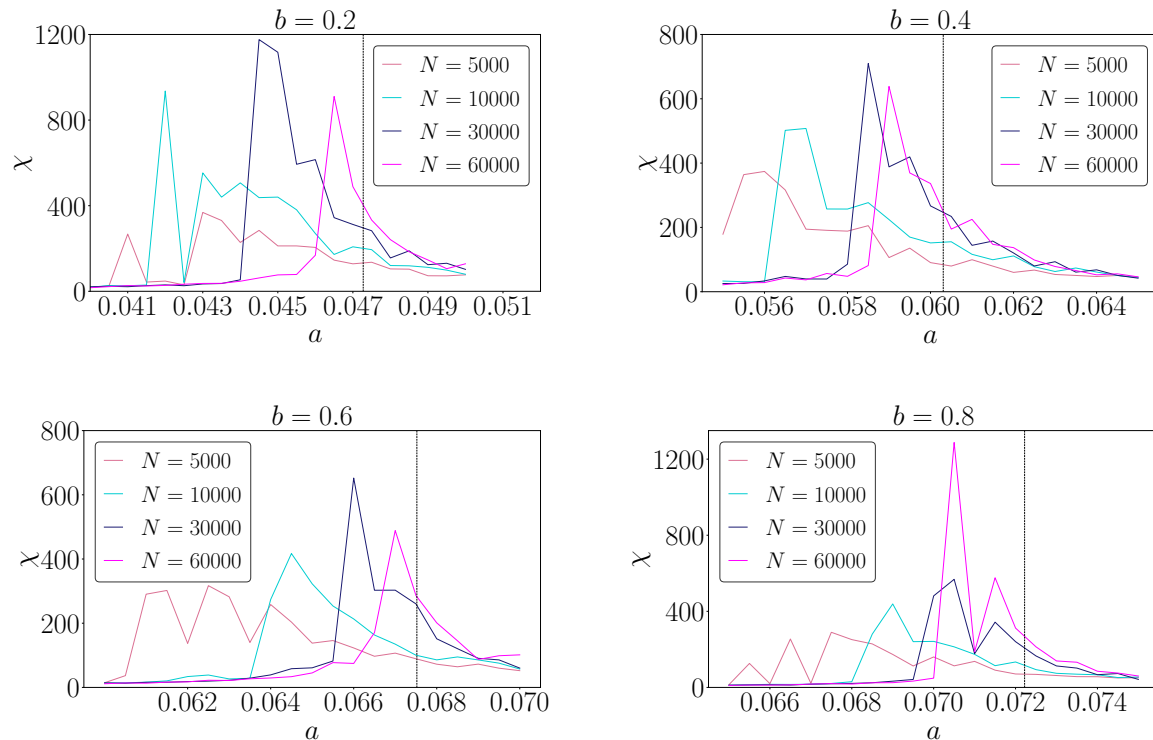 b = 0.2
1200
800
400
0
χ
N = 5000
N = 10000
N = 30000
N = 60000
0.041 0.043 0.045 0.047 0.049 0.051
a
b = 0.4
800
600
400
200
0
χ
N = 5000
N = 10000
N = 30000
N = 60000
0.056 0.058 0.060 0.062 0.064
a
b = 0.6
800
600
400
200
0
χ
N = 5000
N = 10000
N = 30000
N = 60000
0.062 0.064 0.066 0.068 0.070
a
b = 0.8
1200
800
400
0
χ
N = 5000
N = 10000
N = 30000
N = 60000
0.066 0.068 0.070 0.072 0.074
a